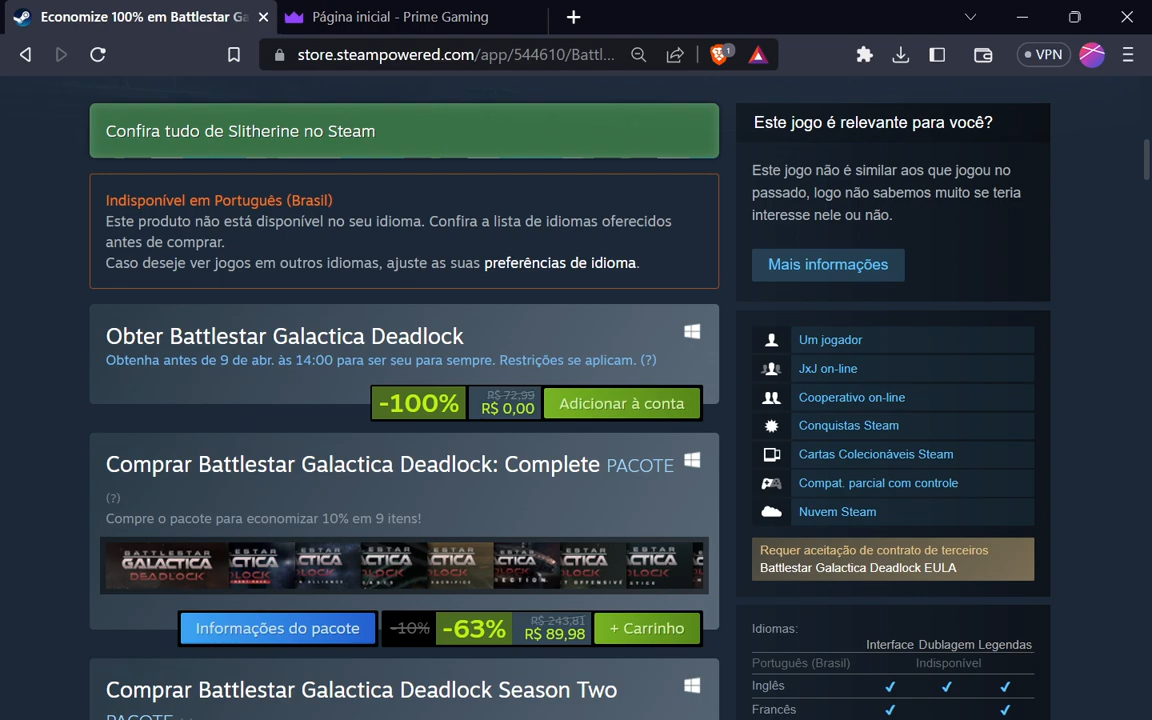 Economize 100% em Battlestar Ga
Página inicial - Prime Gaming
store.steampowered.com/app/544610/Battl...
1
VPN
Confira tudo de Slitherine no Steam
Indisponível em Português (Brasil)
Este produto não está disponível no seu idioma. Confira a lista de idiomas oferecidos
antes de comprar.
Caso deseje ver jogos em outros idiomas, ajuste as suas preferências de idioma.
Obter Battlestar Galactica Deadlock
Obtenha antes de 9 de abr. às 14:00 para ser seu para sempre. Restrições se aplicam. (?)
-100%
R$ 72,99
R$ 0,00
Adicionar à conta
Comprar Battlestar Galactica Deadlock: Complete PACOTE
(?)
Compre o pacote para economizar 10% em 9 itens!
BATTLESTAR
GALACTICA
DEADLOCK
Informações do pacote
-10%
-63%
R$ 243,81
R$ 89,98
+ Carrinho
Comprar Battlestar Galactica Deadlock Season Two
PACOTE
Este jogo é relevante para você?
Este jogo não é similar aos que jogou no
passado, logo não sabemos muito se teria
interesse nele ou não.
Mais informações
Um jogador
JxJ on-line
Cooperativo on-line
Conquistas Steam
Cartas Colecionáveis Steam
Compat. parcial com controle
Nuvem Steam
Requer aceitação de contrato de terceiros
Battlestar Galactica Deadlock EULA
Idiomas:
Interface Dublagem Legendas
Português (Brasil) Indisponível
Inglês ✔ ✔ ✔
Francês ✔ ✔